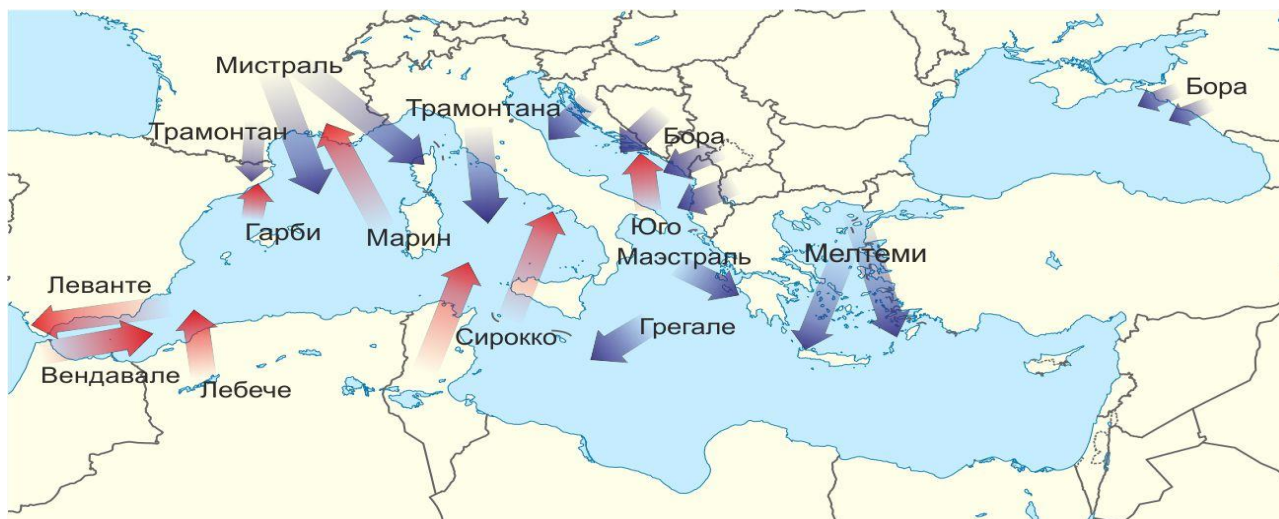 Мистраль
Трамонтана
Бора
Трамонтан
Бора
Гарби
Марин
Юго
Маэстраль
Мелтеми
Леванте
Сирокко
Грегале
Вендавале
Лебече